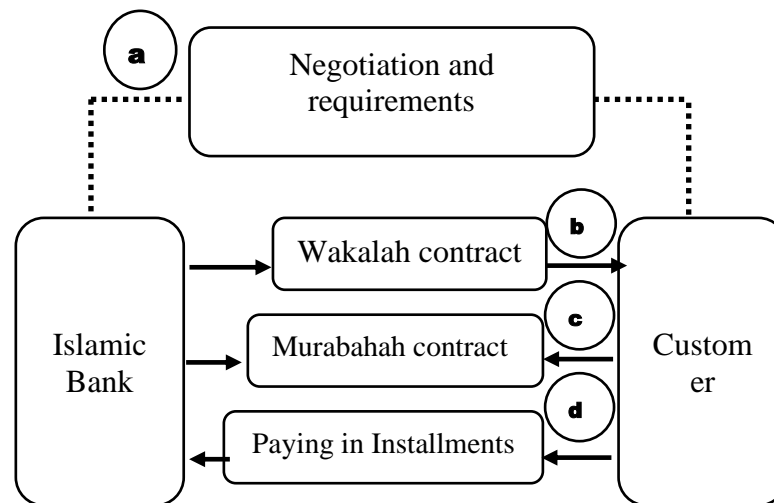 a
Negotiation and
requirements
Wakalah contract
b
Islamic
Bank
Murabahah contract
c
Custom
er
Paying in Installments
d